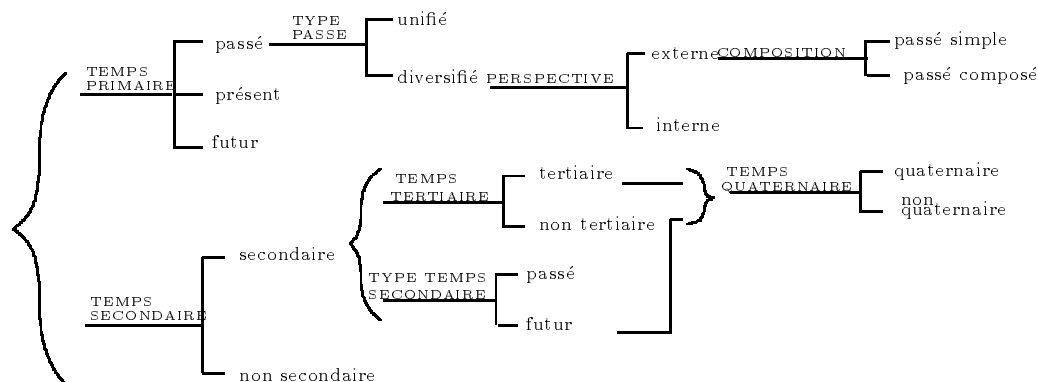 TYPE
PASSE
unifié
passé simple
TEMPS
PRIMAIRE
passé
externe
COMPOSITION
passé composé
diversifié
PERSPECTIVE
présent
interne
futur
TEMPS
TERTIAIRE
tertiaire
TEMPS
QUATERNAIRE
quaternaire
non
quaternaire
non tertiaire
secondaire
TYPE TEMPS
SECONDAIRE
passé
futur
TEMPS
SECONDAIRE
non secondaire